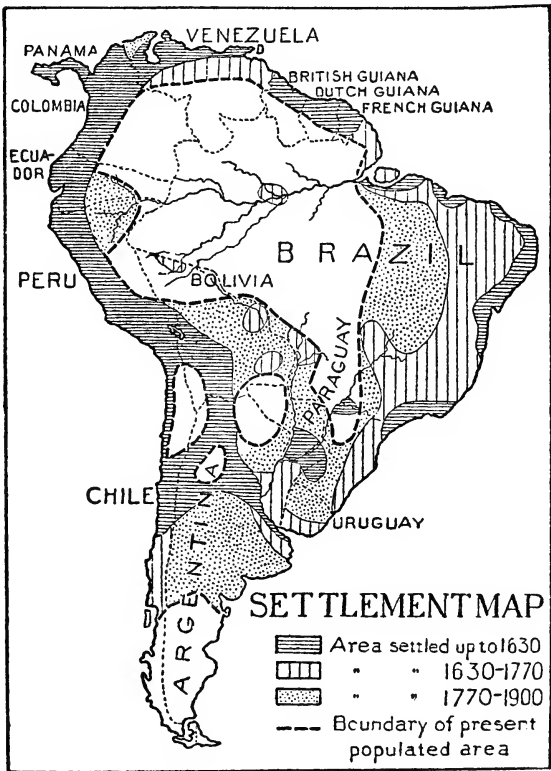 VENEZUELA
PANAMA
BRITISH GUIANA
DUTCH GUIANA
FRENCH GUIANA
COLOMBIA
ECUA-
DOR
BRAZIL
PERU
BOLIVIA
PARAGUAY
CHILE
URUGUAY
ARGENTINA
SETTLEMENT MAP
Area settled up to 1630
" " 1630-1770
" " 1770-1900
Boundary of present
populated area